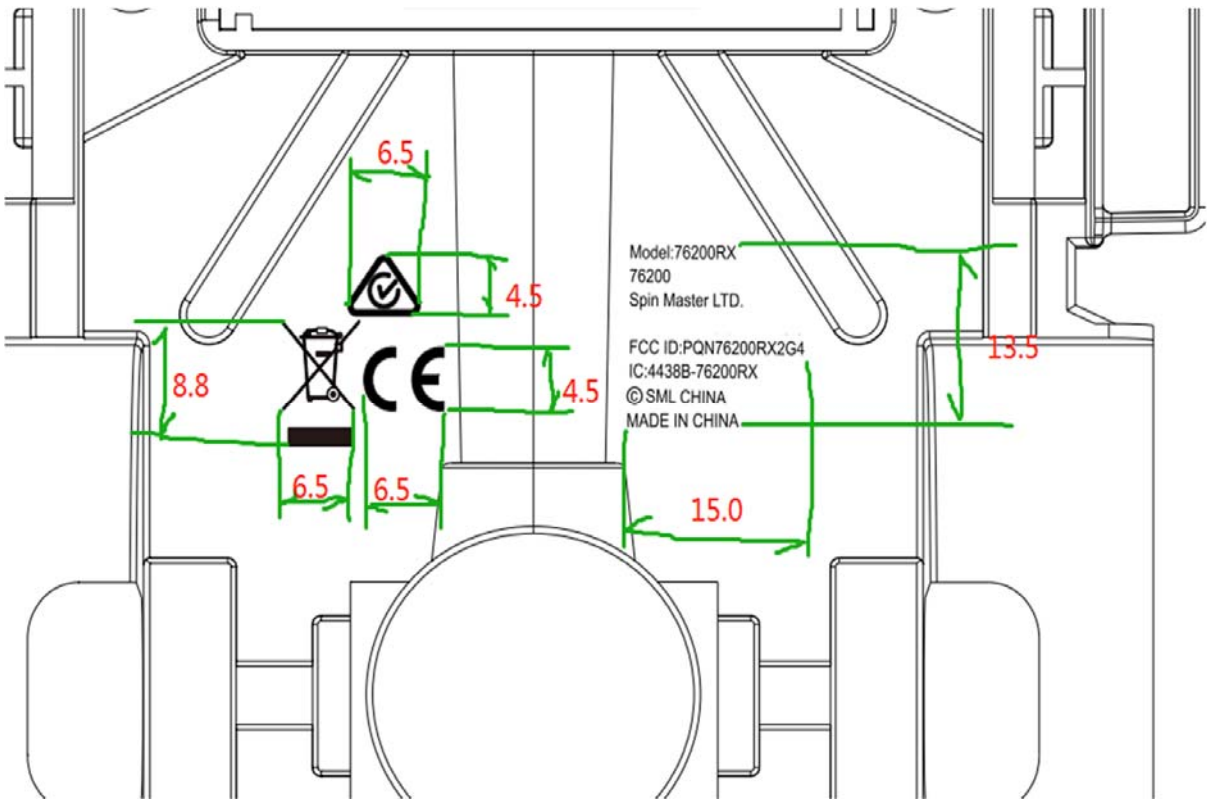 6.5
4.5
8.8
CE
4.5
6.5
6.5
Model:76200RX
76200
Spin Master LTD.
FCC ID:PQN76200RX2G4
IC:4438B-76200RX
© SML CHINA
MADE IN CHINA
13.5
15.0